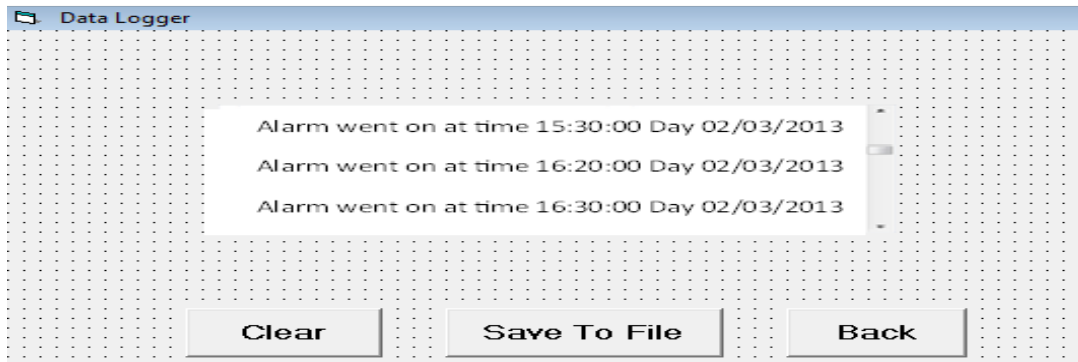 Data Logger
Alarm went on at time 15:30:00 Day 02/03/2013
Alarm went on at time 16:20:00 Day 02/03/2013
Alarm went on at time 16:30:00 Day 02/03/2013
Clear Save To File Back